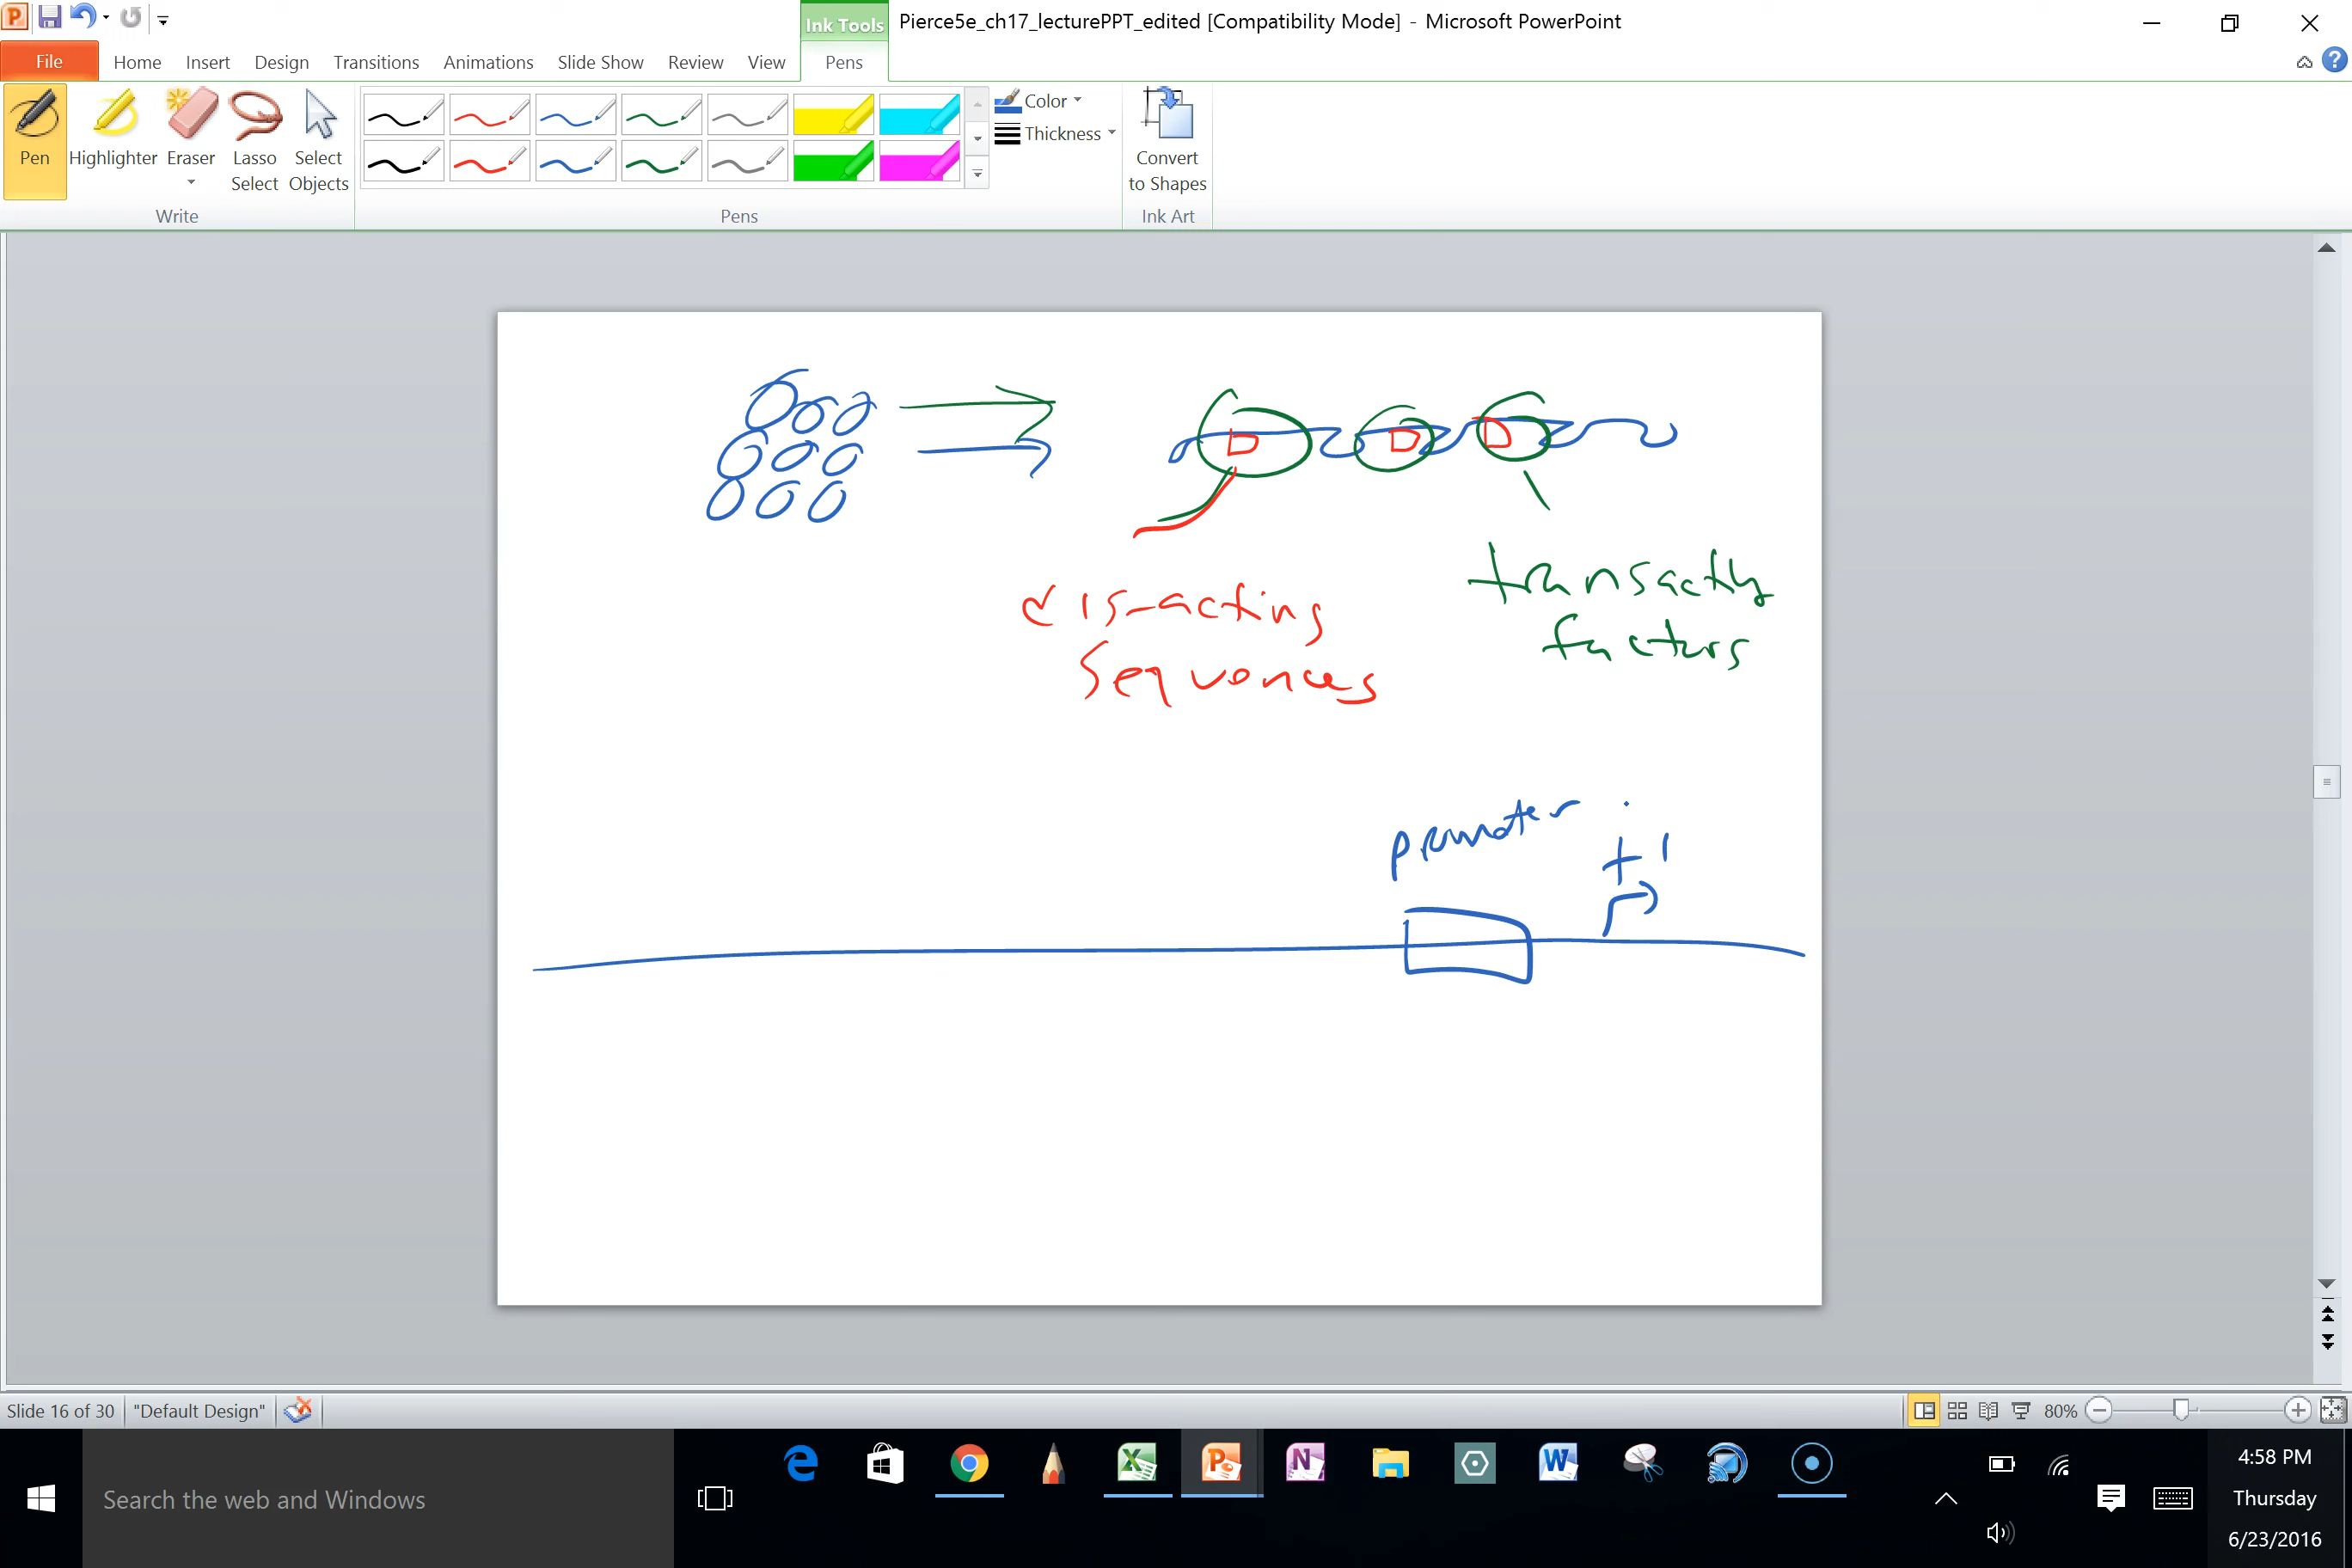 Ink Tools
Pierce5e_ch17_lecturePPT_edited [Compatibility Mode] - Microsoft PowerPoint
File Home Insert Design Transitions Animations Slide Show Review View Pens
Pen Highlighter Eraser Lasso Select Select Objects
Color
Thickness
Convert to Shapes
Write Pens Ink Art
cis-acting
Sequences
transactig
factors
promoter
+1
Slide 16 of 30 "Default Design" 80%
Search the web and Windows
4:58 PM
Thursday
6/23/2016